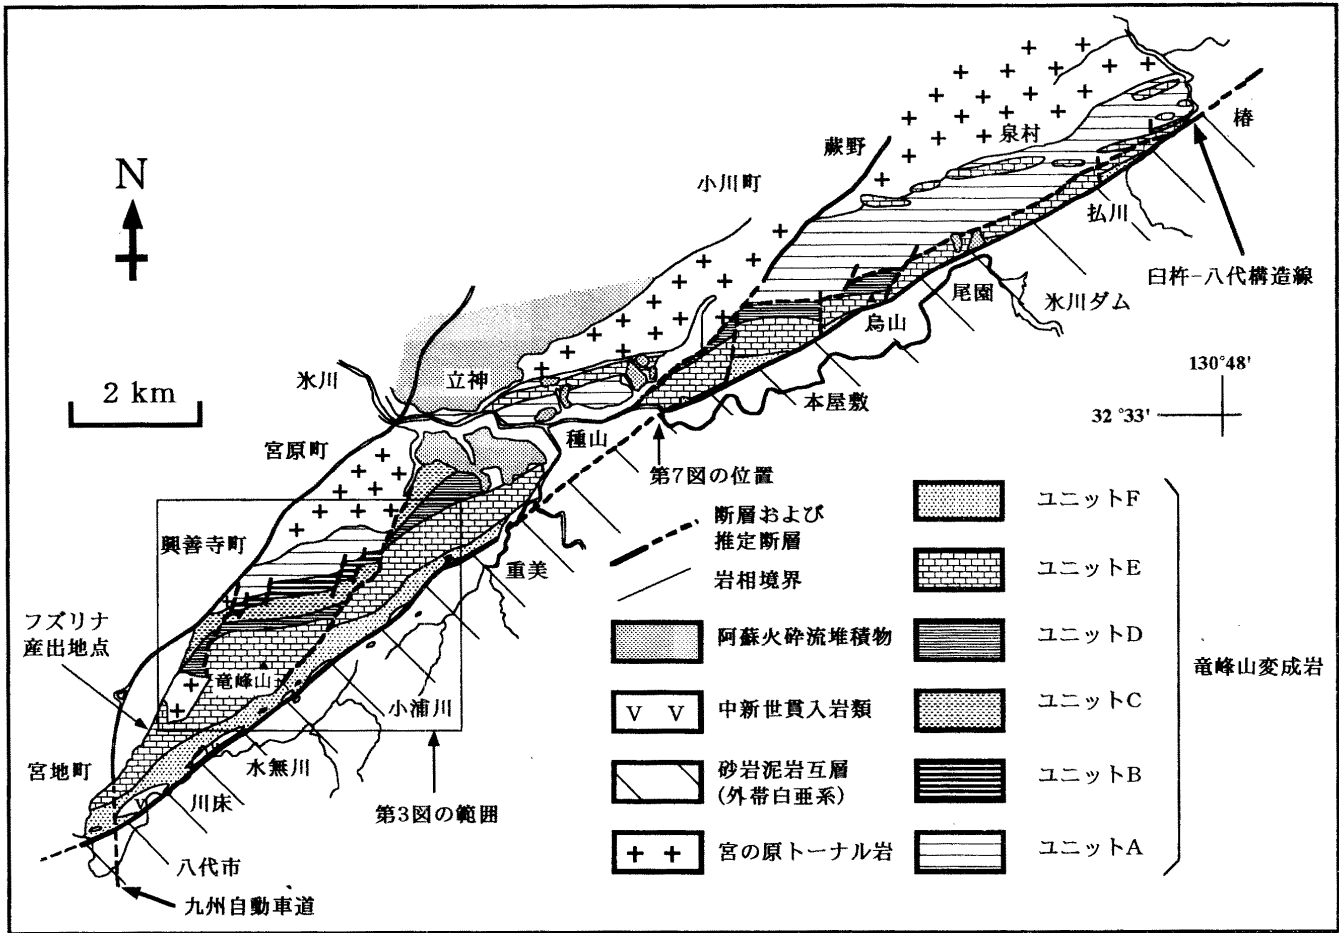 N
2 km
椿
泉村
蕨野
小川町
払川
臼杵−八代構造線
尾園
氷川ダム
烏山
130°48'
32°33'
本屋敷
氷川
立神
種山
宮原町
第7図の位置
興善寺町
重美
フズリナ
産出地点
竜峰山
小浦川
宮地町
水無川
川床
第3図の範囲
V
八代市
九州自動車道
断層および
推定断層
岩相境界
阿蘇火砕流堆積物
V V
中新世貫入岩類
砂岩泥岩互層
(外帯白亜系)
宮の原トーナル岩
ユニットF
ユニットE
ユニットD
ユニットC
ユニットB
ユニットA
竜峰山変成岩